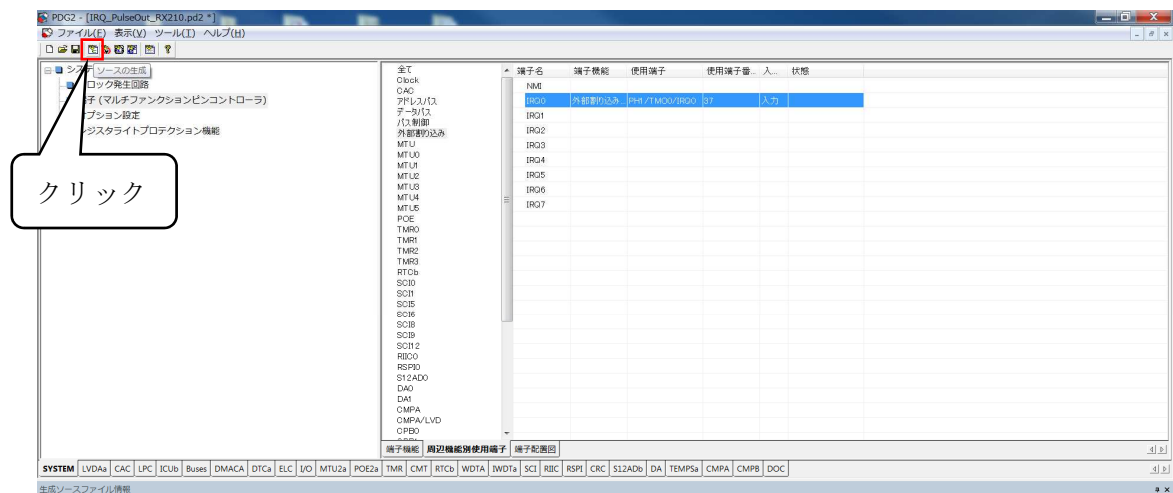 PDG2 - [IRQ_PulseOut_RX210.pd2 *]
ファイル(F) 表示(V) ツール(I) ヘルプ(H)
ソースの生成
クリック
全て
Clock
CAC
アドレスバス
データバス
バス制御
外部割り込み
MTU
MTU0
MTU1
MTU2
MTU3
MTU4
MTU5
POE
TMR0
TMR1
TMR2
TMR3
RTCb
SCI0
SCI1
SCI5
SCI6
SCI8
SCI9
SCI12
RIIC0
RSPI0
S12AD0
DA0
DA1
CMPA
CMPA/LVD
CPB0
端子名 端子機能 使用端子 使用端子番... 入... 状態
NMI
IRQ0 外部割り込み... PH1/TMO0/IRQ0 37 入力
IRQ1
IRQ2
IRQ3
IRQ4
IRQ5
IRQ6
IRQ7
端子機能 周辺機能別使用端子 端子配置図
SYSTEM LVDAa CAC LPC ICUb Buses DMACA DTCa ELC I/O MTU2a POE2a TMR CMT RTCb WDTA IWDTa SCI RIIC RSPI CRC S12ADb DA TEMPSa CMPA CMPB DOC
生成ソースファイル情報
システ
ロック発生回路
子 (マルチファンクションピンコントローラ)
プション設定
ジスタライトプロテクション機能